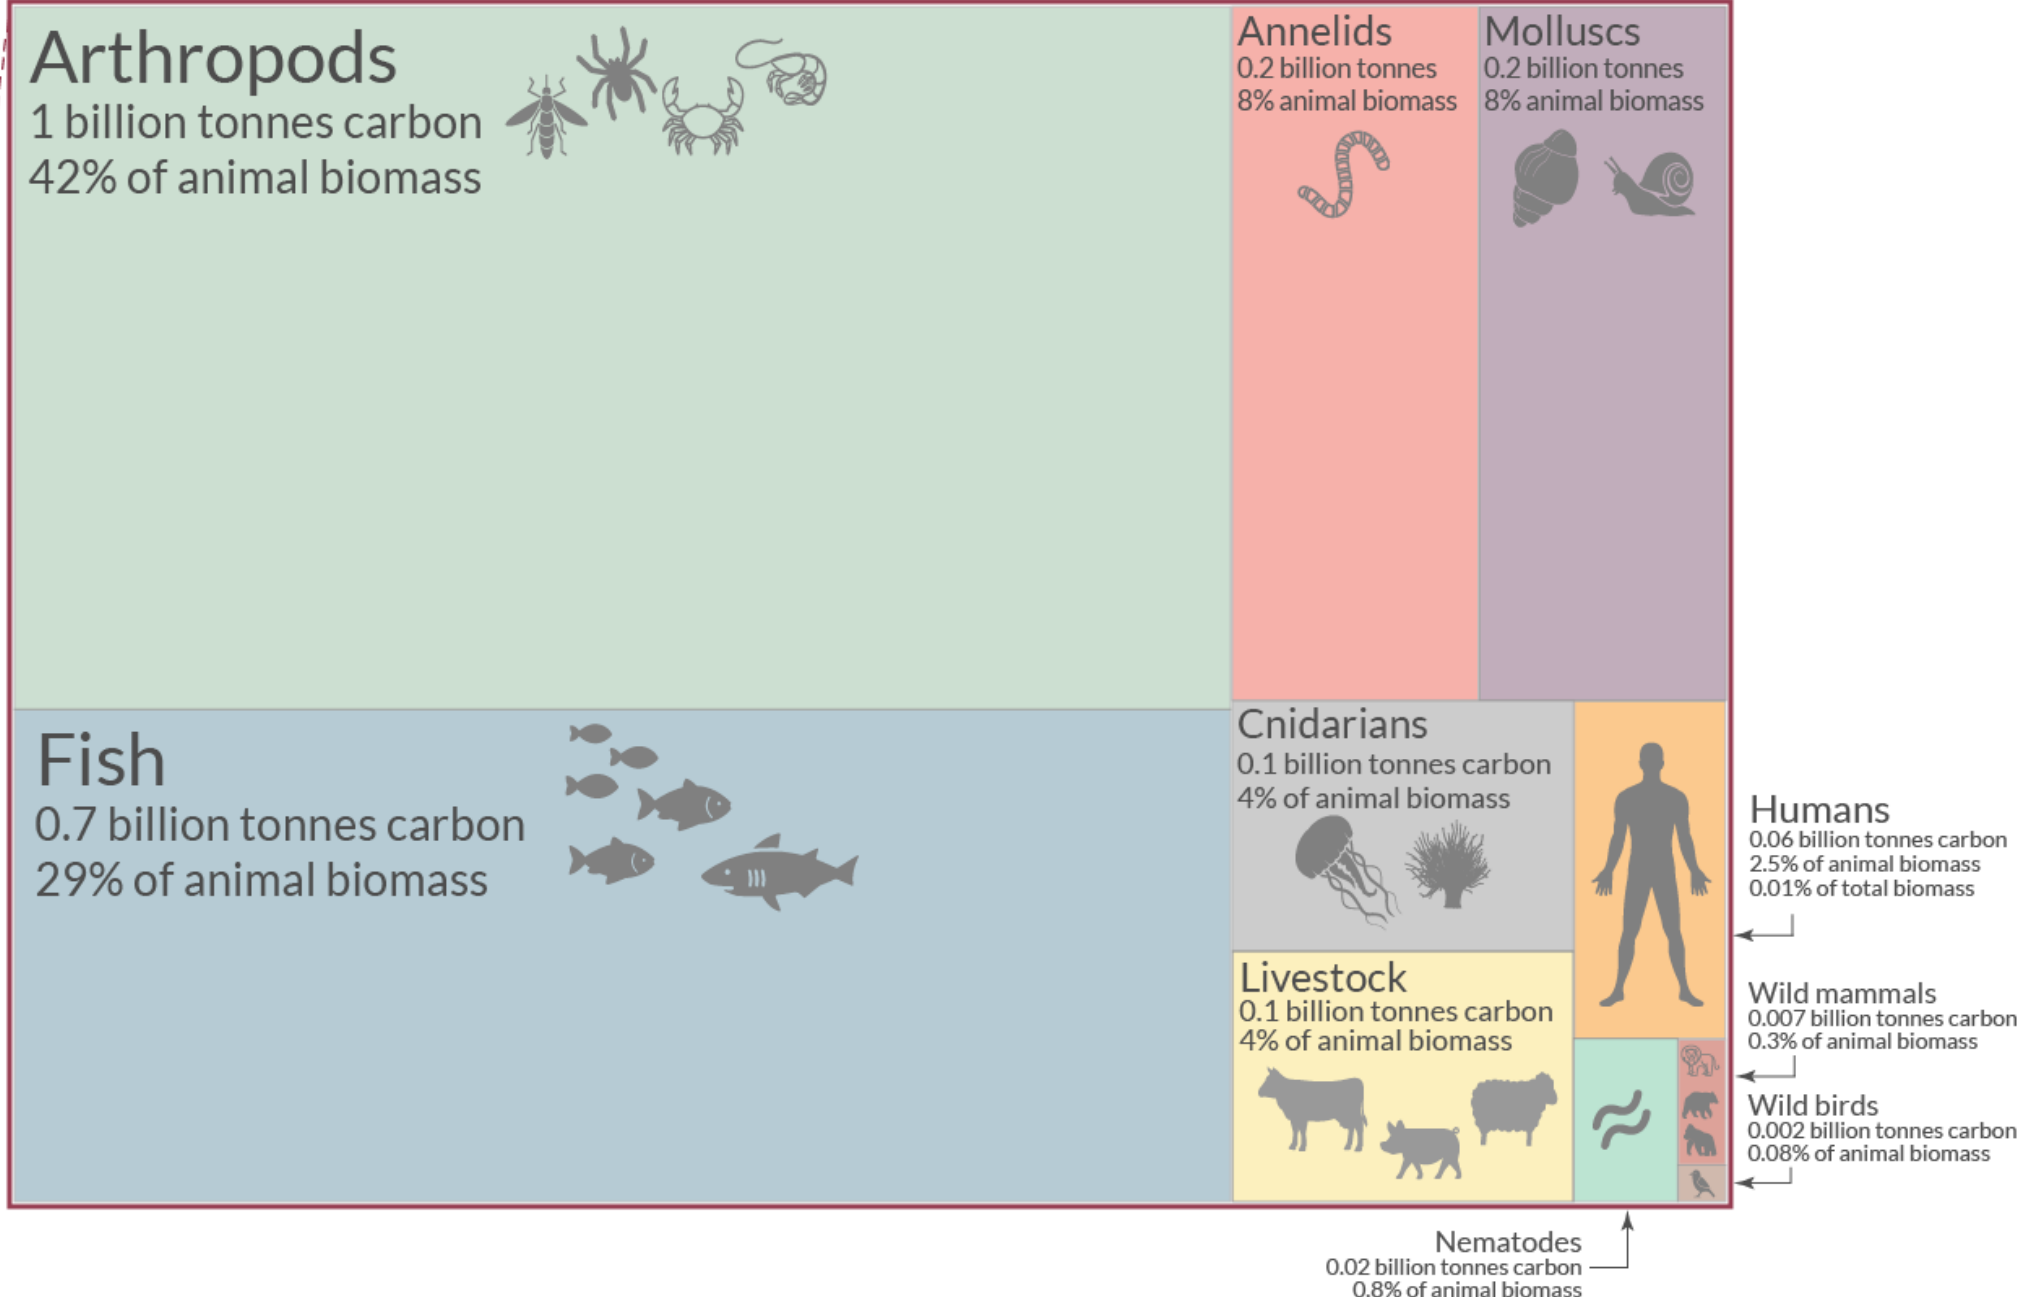 Arthropods
1 billion tonnes carbon
42% of animal biomass
Annelids
0.2 billion tonnes
8% animal biomass
Molluscs
0.2 billion tonnes
8% animal biomass
Fish
0.7 billion tonnes carbon
29% of animal biomass
Cnidarians
0.1 billion tonnes carbon
4% of animal biomass
Livestock
0.1 billion tonnes carbon
4% of animal biomass
Humans
0.06 billion tonnes carbon
2.5% of animal biomass
0.01% of total biomass
Wild mammals
0.007 billion tonnes carbon
0.3% of animal biomass
Wild birds
0.002 billion tonnes carbon
0.08% of animal biomass
Nematodes
0.02 billion tonnes carbon
0.8% of animal biomass